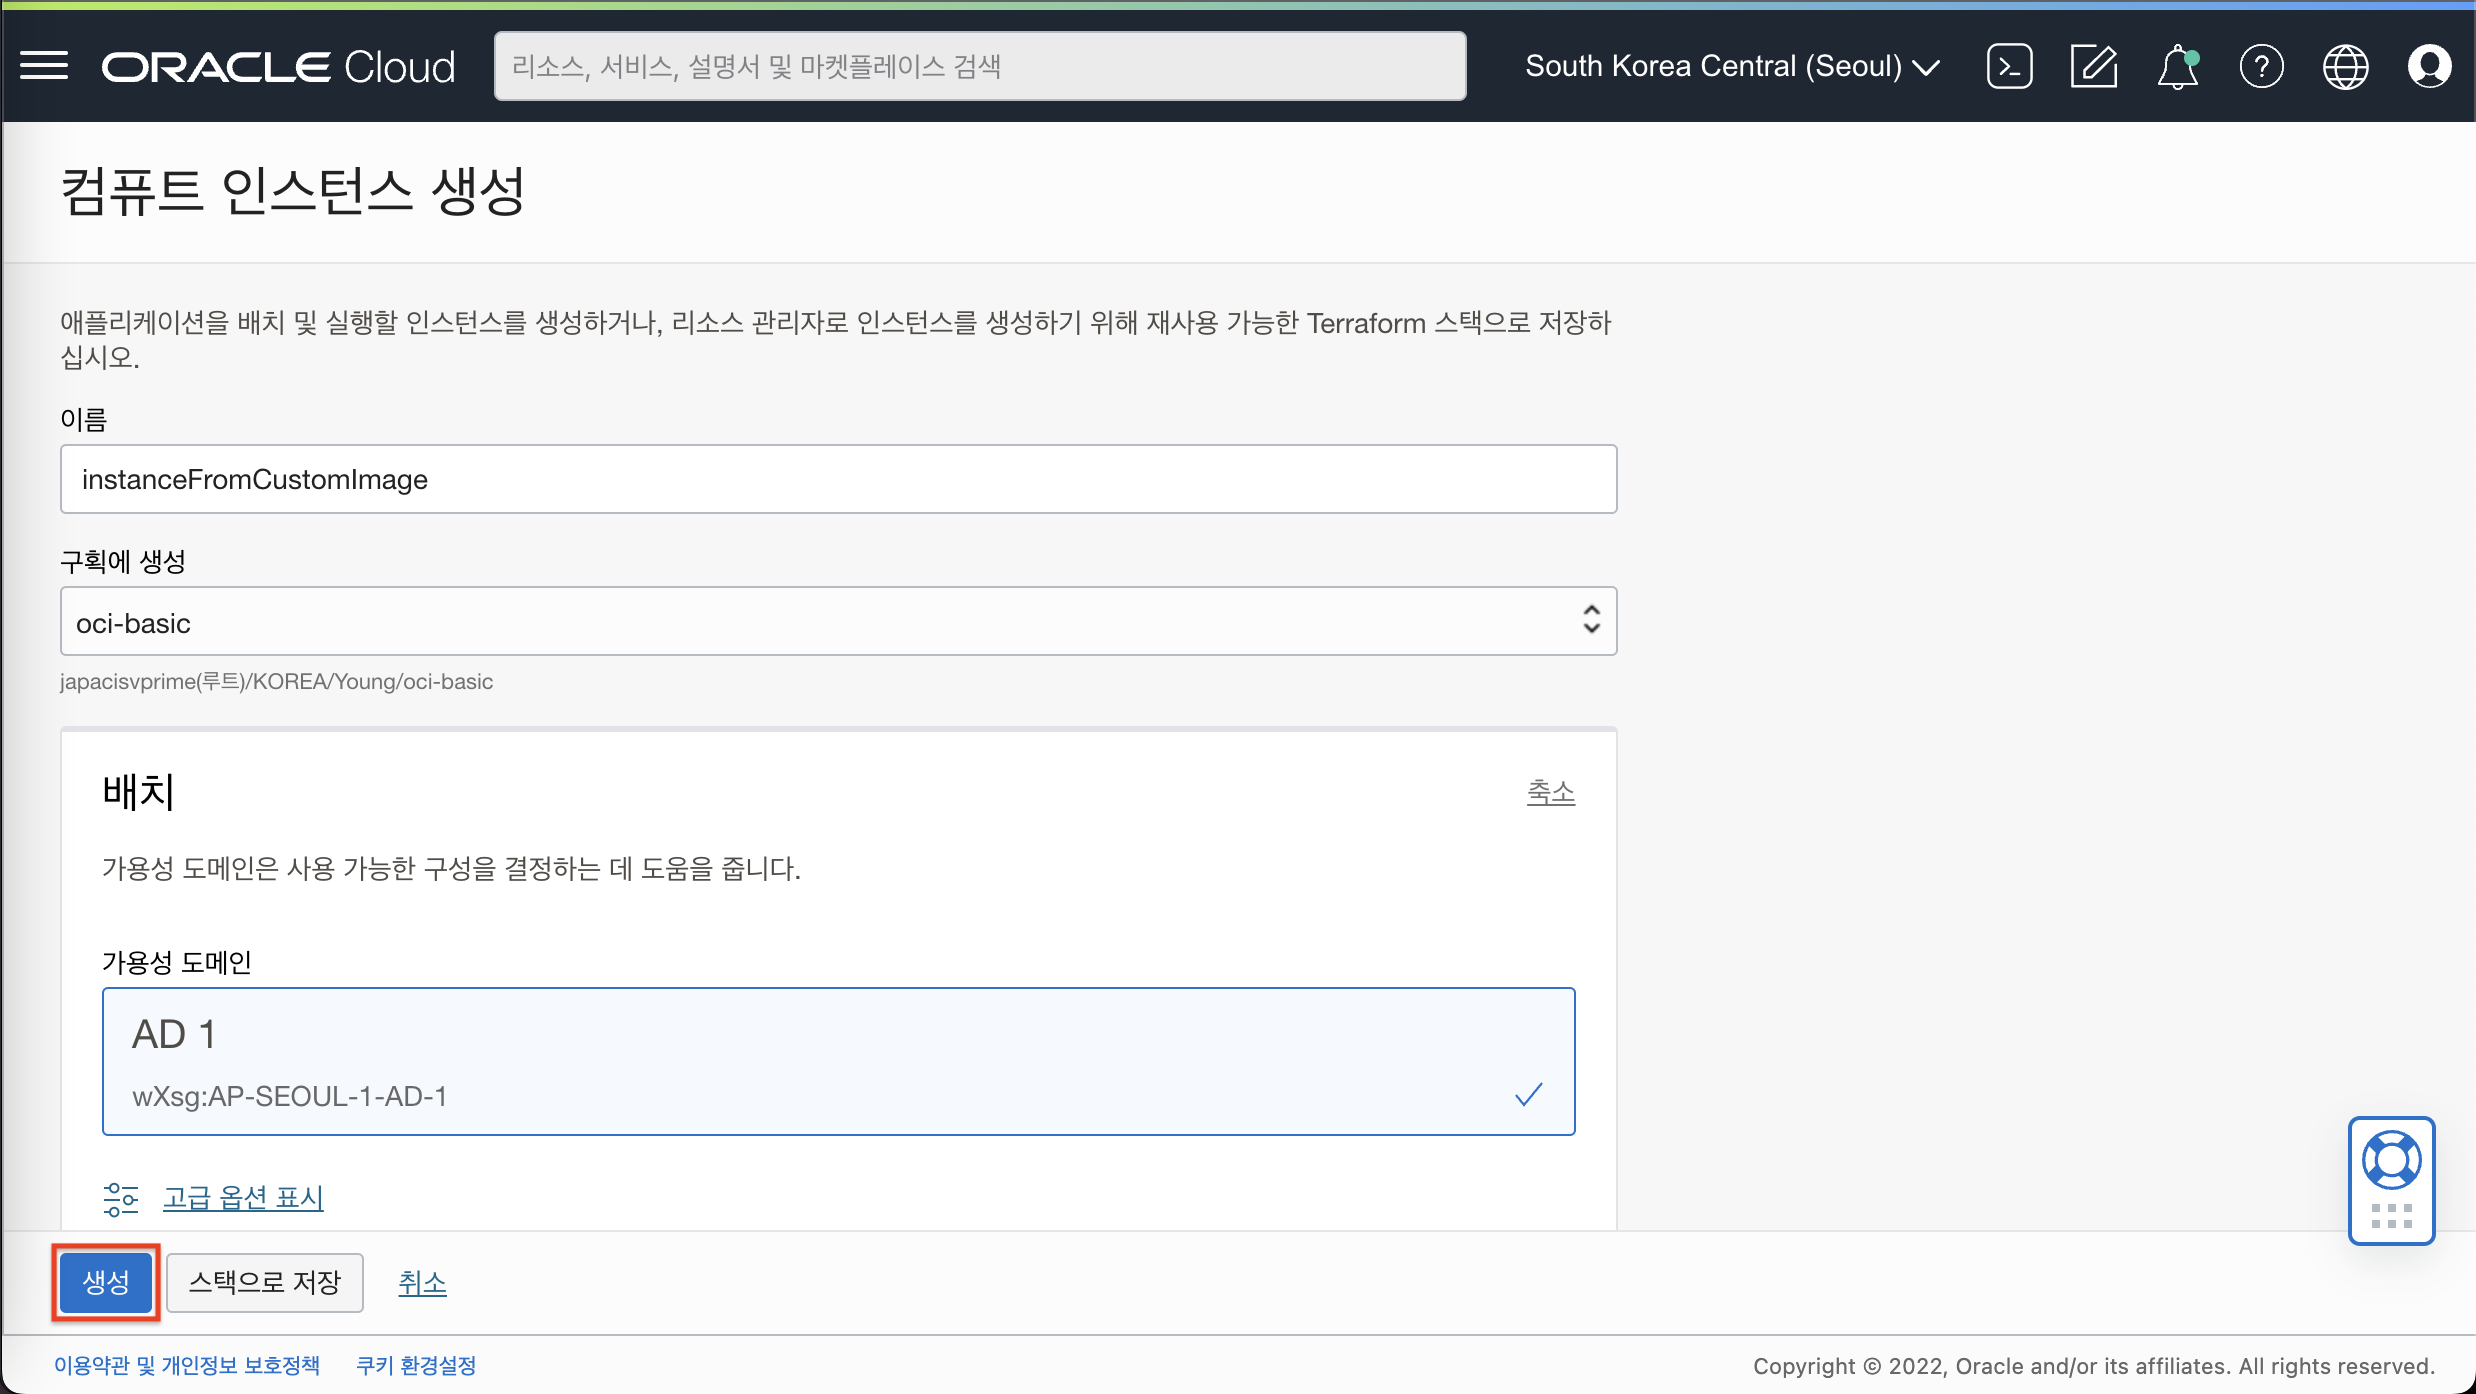 ORACLE Cloud
리소스, 서비스, 설명서 및 마켓플레이스 검색
South Korea Central (Seoul)
컴퓨트 인스턴스 생성
애플리케이션을 배치 및 실행할 인스턴스를 생성하거나, 리소스 관리자로 인스턴스를 생성하기 위해 재사용 가능한 Terraform 스택으로 저장하
십시오.
이름
instanceFromCustomImage
구획에 생성
oci-basic
japacisvprime(루트)/KOREA/Young/oci-basic
배치
축소
가용성 도메인은 사용 가능한 구성을 결정하는 데 도움을 줍니다.
가용성 도메인
AD 1
wXsg:AP-SEOUL-1-AD-1
고급 옵션 표시
생성
스택으로 저장
취소
이용약관 및 개인정보 보호정책
쿠키 환경설정
Copyright © 2022, Oracle and/or its affiliates. All rights reserved.